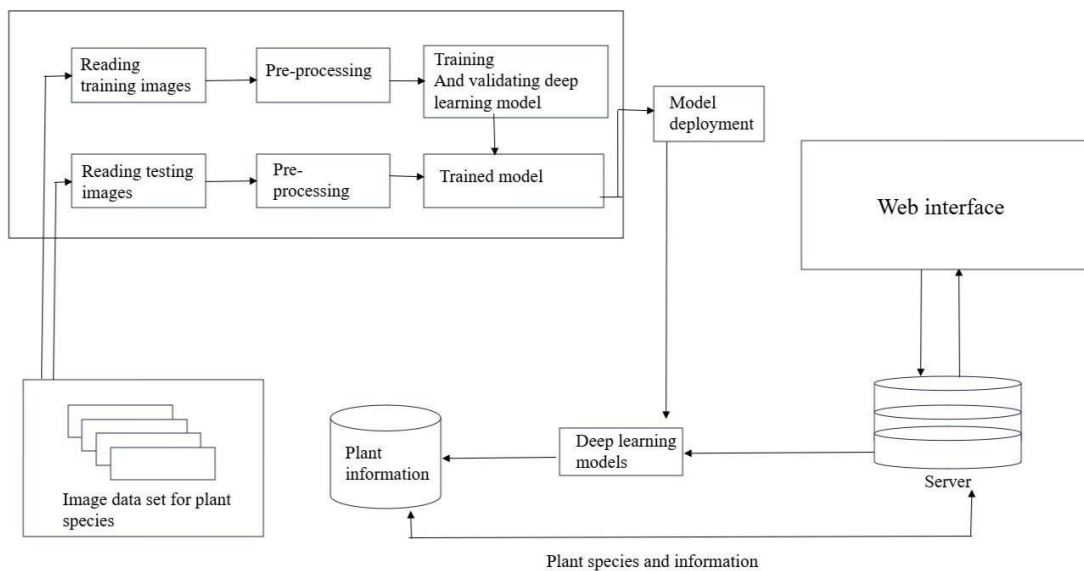 Reading
training images
Pre-processing
Training
And validating deep
learning model
Model
deployment
Reading testing
images
Pre-
processing
Trained model
Web interface
Image data set for plant
species
Plant
information
Deep learning
models
Server
Plant species and information